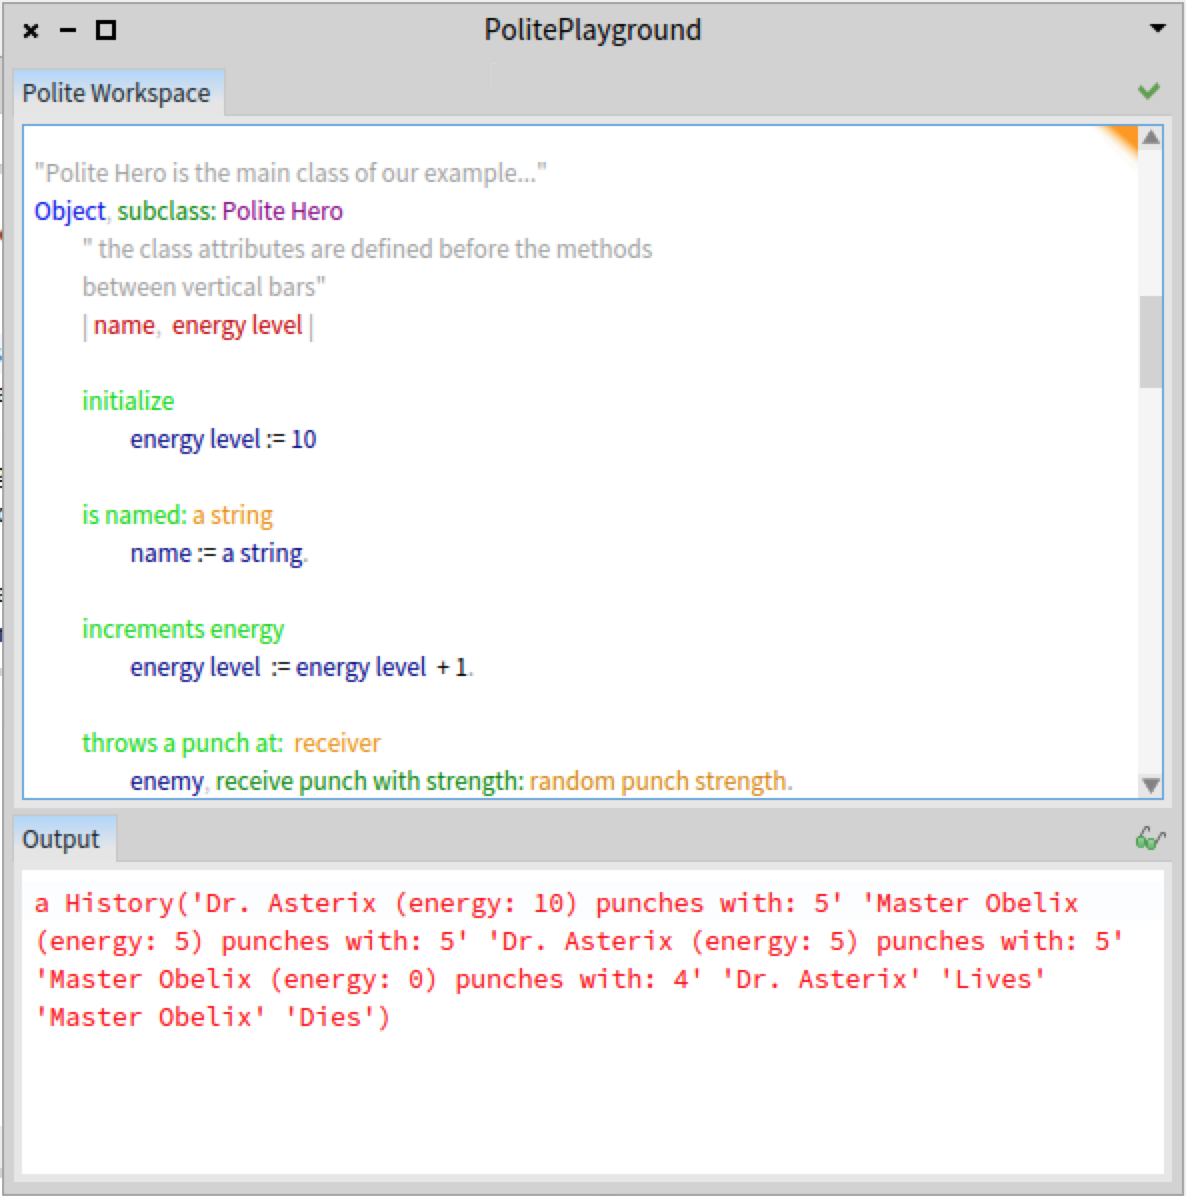 PolitePlayground
Polite Workspace
"Polite Hero is the main class of our example..."
Object, subclass: Polite Hero
" the class attributes are defined before the methods
between vertical bars"
| name,  energy level |
initialize
energy level := 10
is named: a string
name := a string.
increments energy
energy level  := energy level  + 1.
throws a punch at:  receiver
enemy, receive punch with strength: random punch strength.
Output
a History('Dr. Asterix (energy: 10) punches with: 5' 'Master Obelix
(energy: 5) punches with: 5' 'Dr. Asterix (energy: 5) punches with: 5'
'Master Obelix (energy: 0) punches with: 4' 'Dr. Asterix' 'Lives'
'Master Obelix' 'Dies')